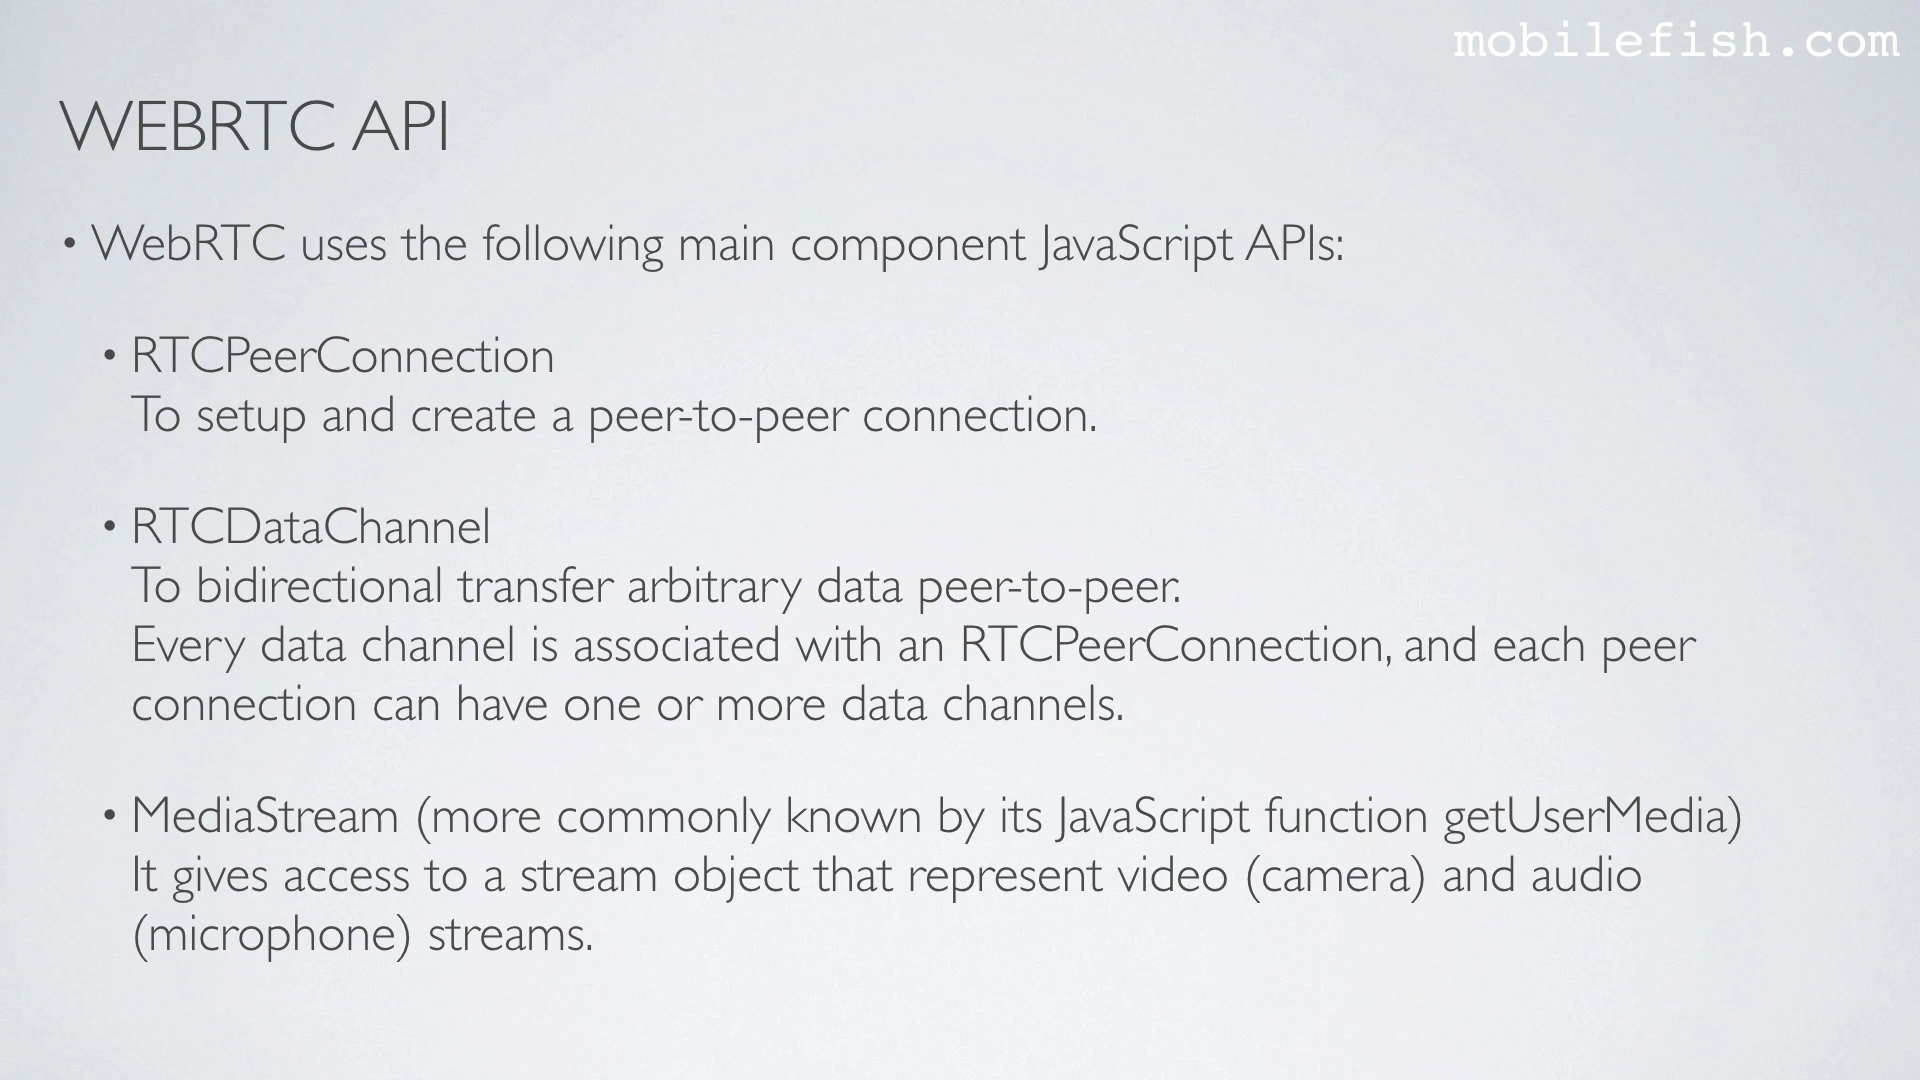 mobilefish.com
WEBRTC API
• WebRTC uses the following main component JavaScript APIs:
• RTCPeerConnection
To setup and create a peer-to-peer connection.
• RTCDataChannel
To bidirectional transfer arbitrary data peer-to-peer.
Every data channel is associated with an RTCPeerConnection, and each peer
connection can have one or more data channels.
• MediaStream (more commonly known by its JavaScript function getUserMedia)
It gives access to a stream object that represent video (camera) and audio
(microphone) streams.